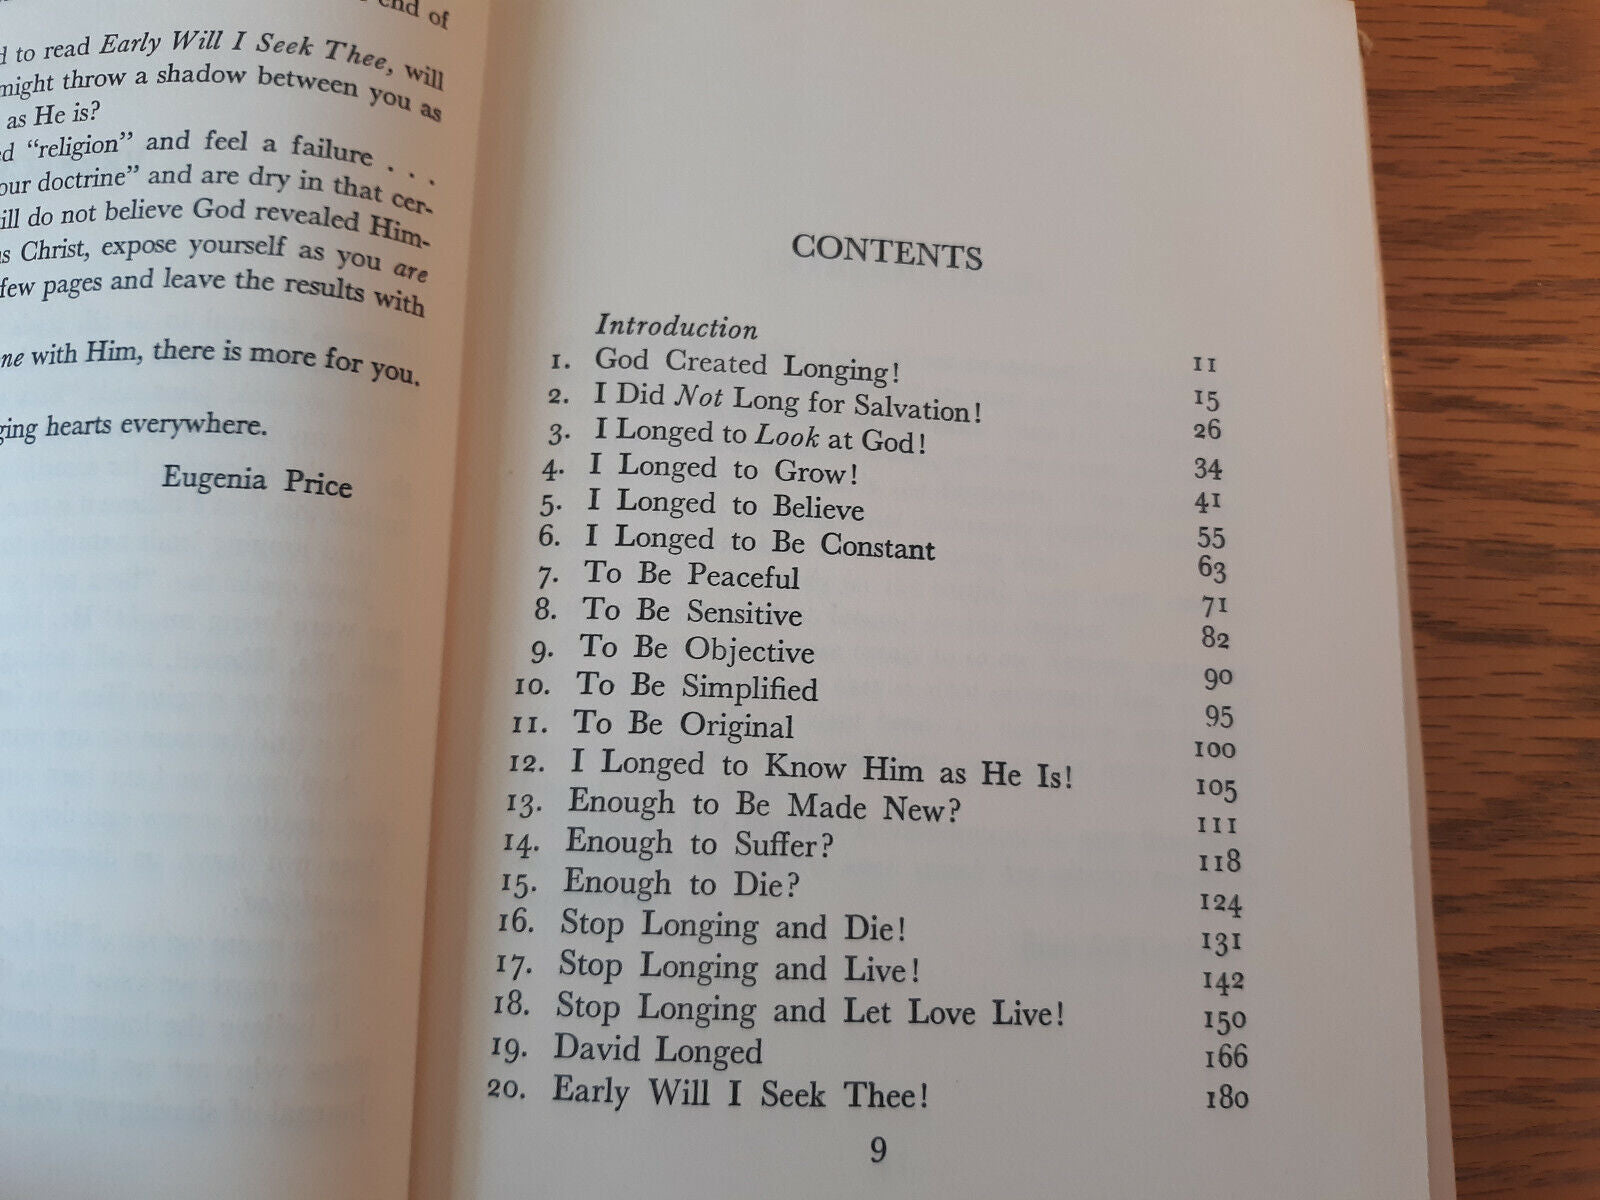 end of
d to read Early Will I Seek Thee, will
might throw a shadow between you as
as He is?
ed "religion" and feel a failure . . .
our doctrine" and are dry in that cer-
ill do not believe God revealed Him-
s Christ, expose yourself as you are
few pages and leave the results with
ne with Him, there is more for you.
ging hearts everywhere.
Eugenia Price
CONTENTS
Introduction 11
1. God Created Longing! 15
2. I Did Not Long for Salvation! 26
3. I Longed to Look at God! 34
4. I Longed to Grow! 41
5. I Longed to Believe 55
6. I Longed to Be Constant 63
7. To Be Peaceful 71
8. To Be Sensitive 82
9. To Be Objective 90
10. To Be Simplified 95
11. To Be Original 100
12. I Longed to Know Him as He Is! 105
13. Enough to Be Made New? 111
14. Enough to Suffer? 118
15. Enough to Die? 124
16. Stop Longing and Die! 131
17. Stop Longing and Live! 142
18. Stop Longing and Let Love Live! 150
19. David Longed 166
20. Early Will I Seek Thee! 180
9